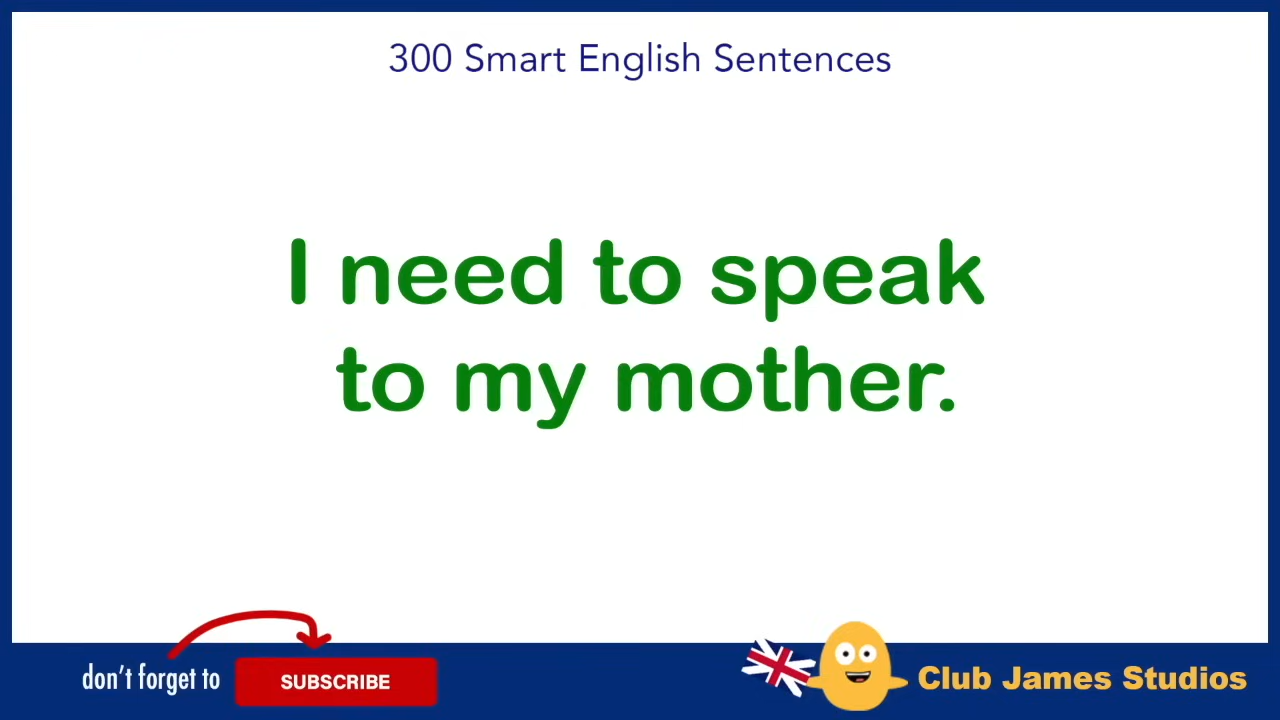 300 Smart English Sentences
I need to speak
to my mother.
don't forget to
SUBSCRIBE
Club James Studios